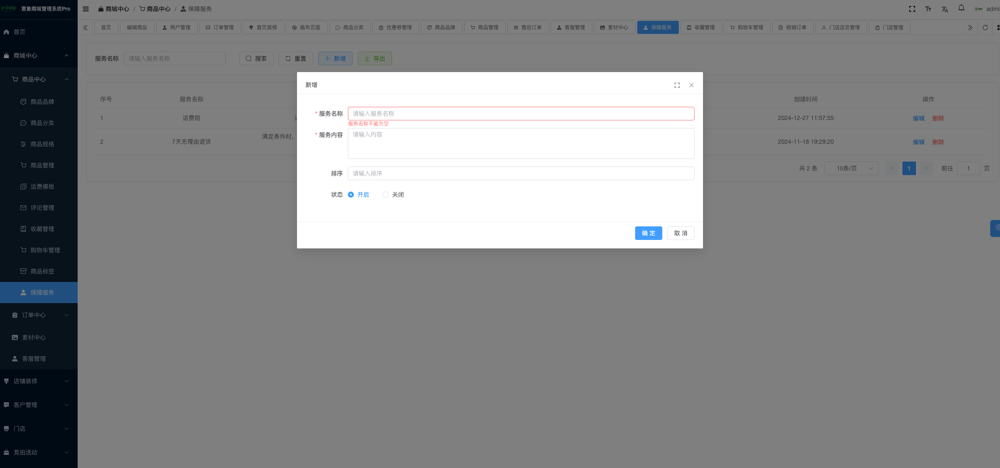 yshop 意象商城管理系统Pro
商城中心 / 商品中心 / 保障服务
首页 编辑商品 用户管理 订单管理 首页装修 画布页面 商品分类 优惠券管理 商品品牌 商品管理 售后订单 客服管理 素材中心 保障服务 收藏管理 购物车管理 核销订单 门店店员管理 门店管理
首页
商城中心
商品中心
商品品牌
商品分类
商品规格
商品管理
运费模板
评论管理
收藏管理
购物车管理
商品标签
保障服务
订单中心
素材中心
客服管理
店铺装修
客户管理
门店
竞拍活动
服务名称 请输入服务名称 搜索 重置 新增 导出
序号 服务名称 创建时间 操作
1 运费险 2024-12-27 11:57:55 编辑 删除
2 7天无理由退货 满足条件时, 2024-11-18 19:29:20 编辑 删除
共 2 条 10条/页 1 前往 1 页
新增
* 服务名称 请输入服务名称
服务名称不能为空
* 服务内容 请输入内容
排序 请输入排序
状态 开启 关闭
确 定 取 消